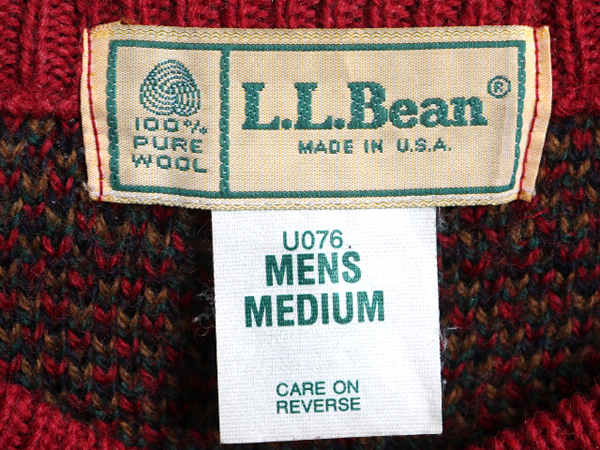 100%
PURE
WOOL
L.L.Bean®
MADE IN U.S.A.
U076.
MENS
MEDIUM
CARE ON
REVERSE